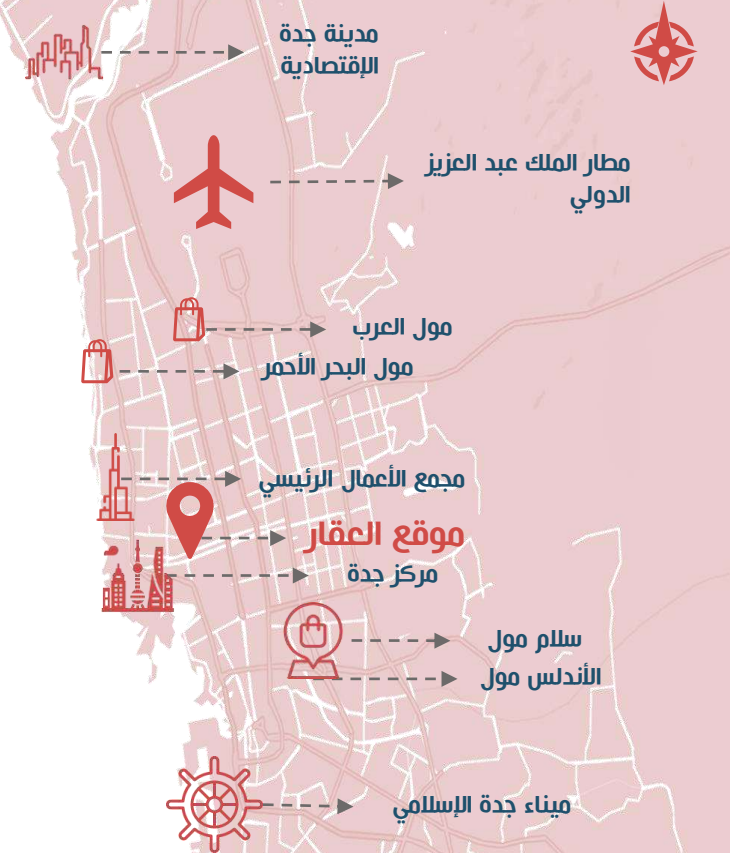 مدينة جدة
الإقتصادية
مطار الملك عبد العزيز
الدولي
مول العرب
مول البحر الأحمر
مجمع الأعمال الرئيسي
موقع العقار
مركز جدة
سلام مول
الأندلس مول
ميناء جدة الإسلامي